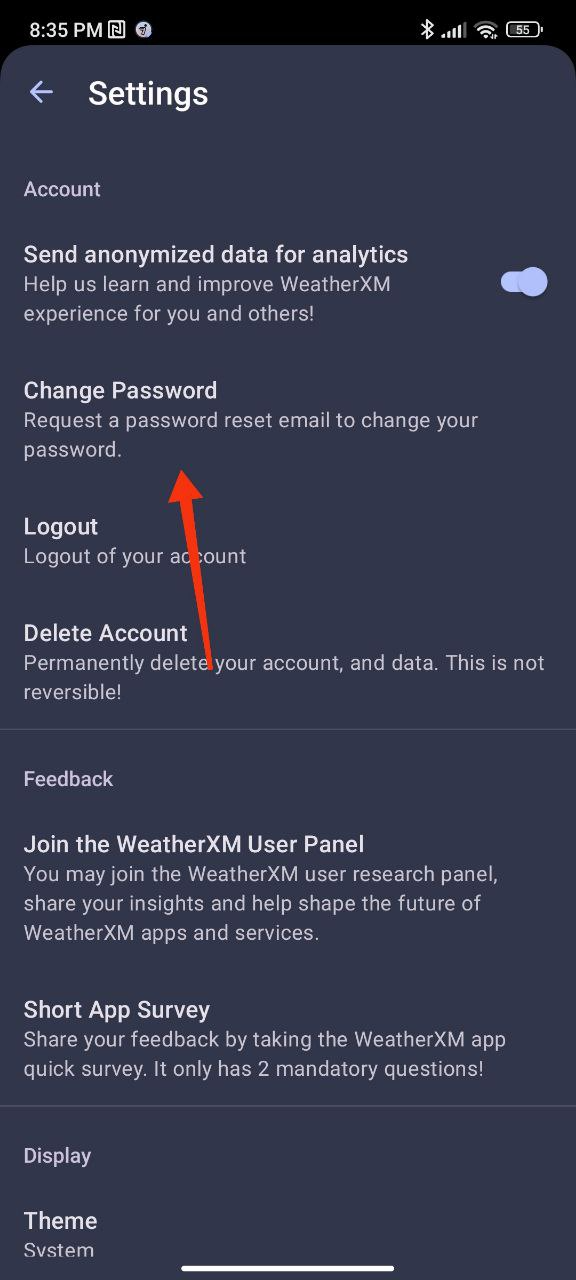 8:35 PM
55
Settings
Account
Send anonymized data for analytics
Help us learn and improve WeatherXM
experience for you and others!
Change Password
Request a password reset email to change your
password.
Logout
Logout of your account
Delete Account
Permanently delete your account, and data. This is not
reversible!
Feedback
Join the WeatherXM User Panel
You may join the WeatherXM user research panel,
share your insights and help shape the future of
WeatherXM apps and services.
Short App Survey
Share your feedback by taking the WeatherXM app
quick survey. It only has 2 mandatory questions!
Display
Theme
System